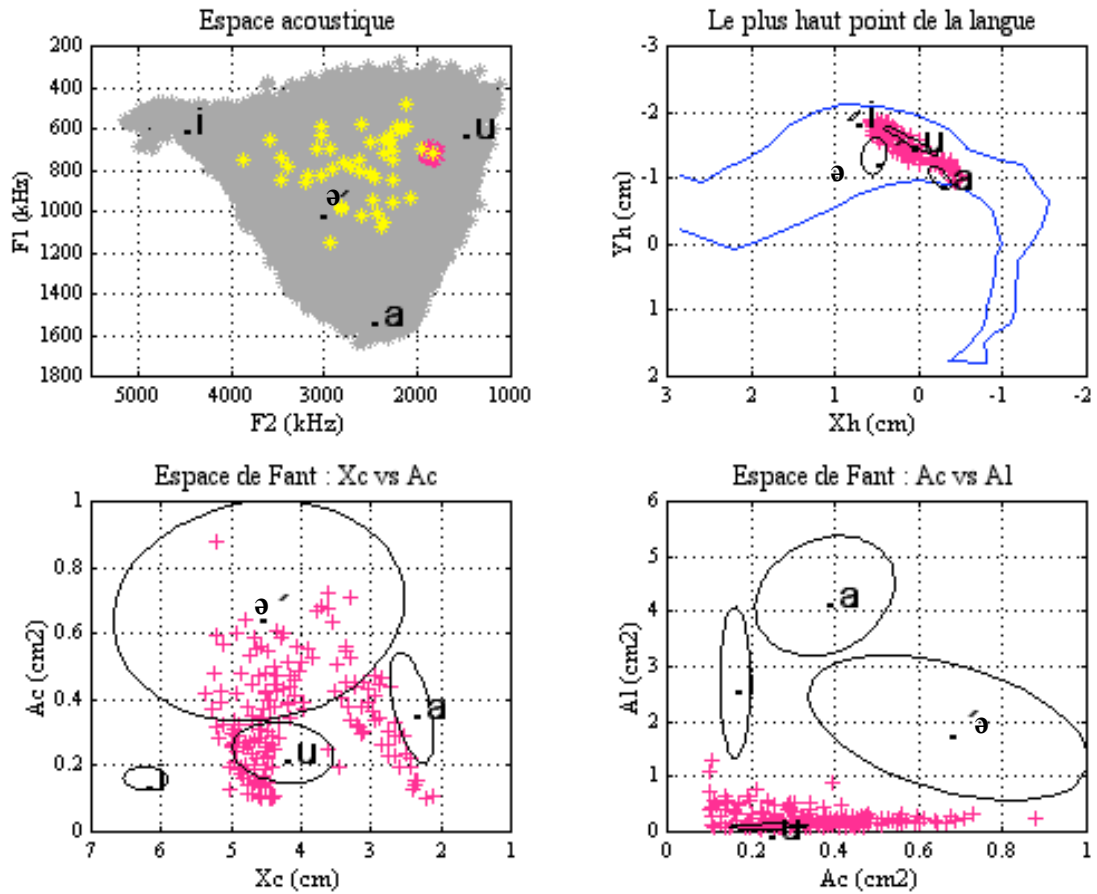 Espace acoustique
200
400
600
800
1000
1200
1400
1600
1800
F1 (kHz)
5000 4000 3000 2000 1000
F2 (kHz)
.i
.u
.ə´
.a
Le plus haut point de la langue
-3
-2
-1
0
1
2
Yh (cm)
3 2 1 0 -1 -2
Xh (cm)
´.i
.u
ə .
.a
Espace de Fant : Xc vs Ac
1
0.8
0.6
0.4
0.2
0
Ac (cm2)
7 6 5 4 3 2 1
Xc (cm)
.ə´
.a
.u
.i
Espace de Fant : Ac vs Al
6
5
4
3
2
1
0
Al (cm2)
0 0.2 0.4 0.6 0.8 1
Ac (cm2)
.a
.´ə
.u